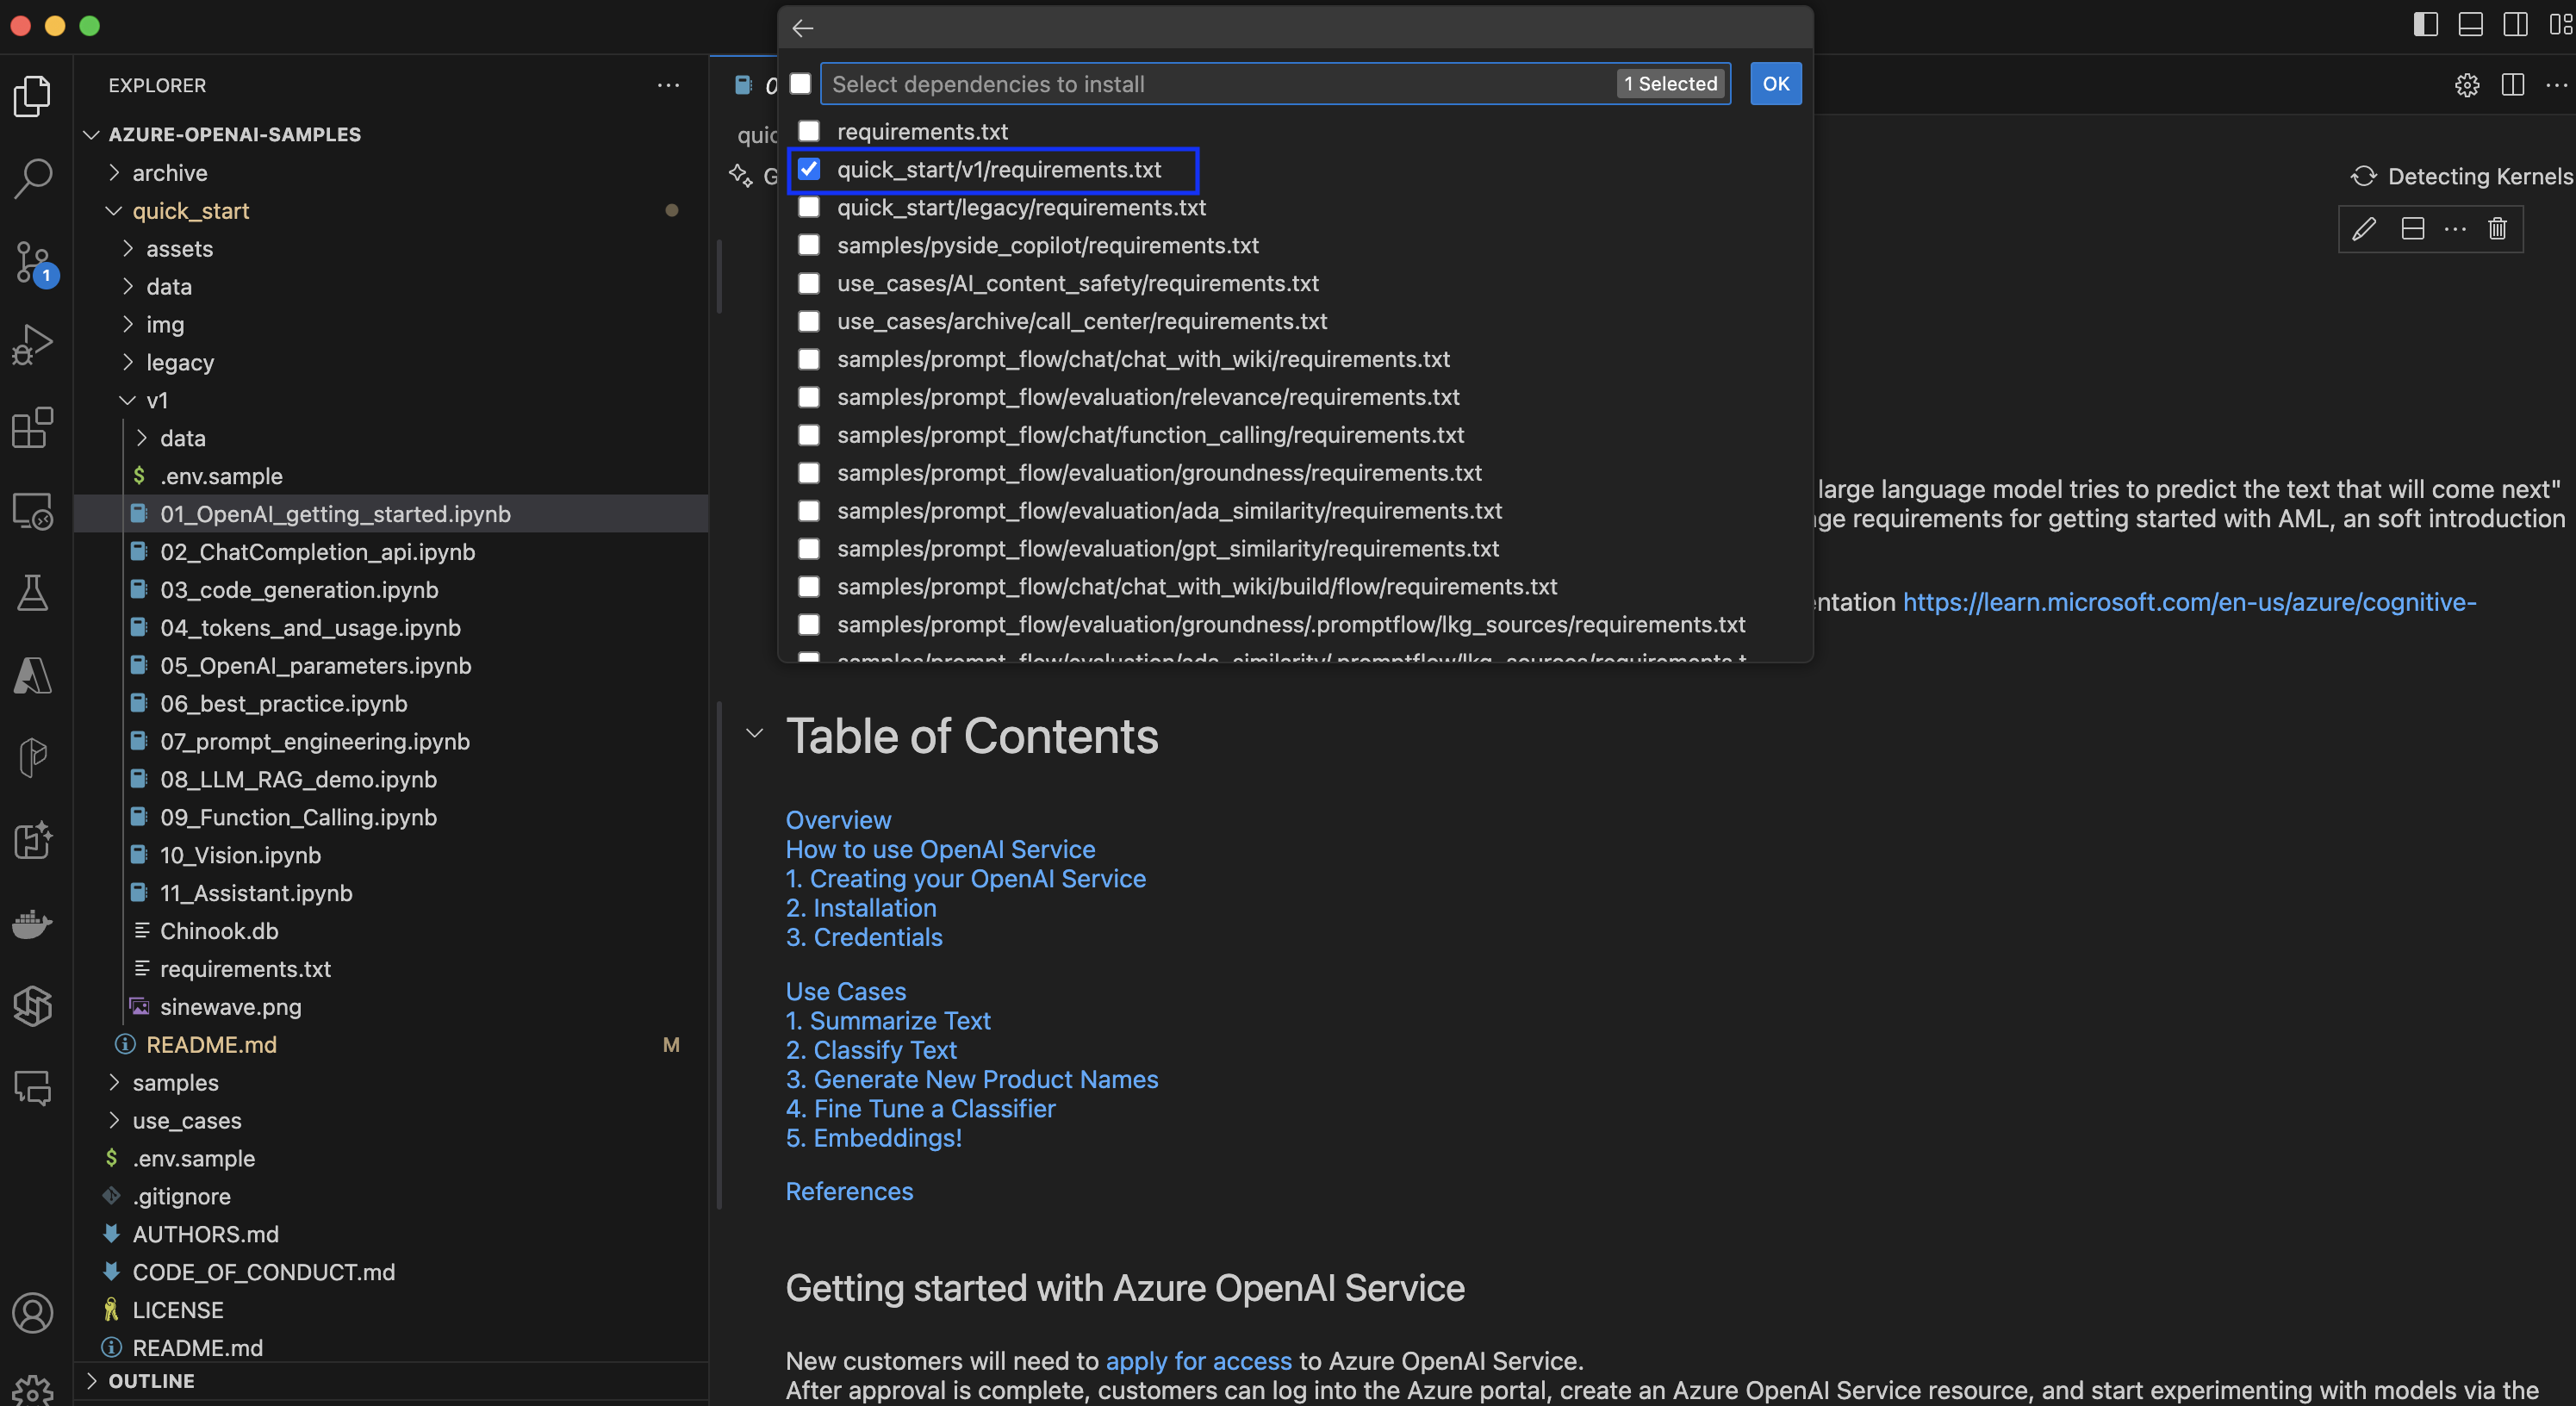 EXPLORER
AZURE-OPENAI-SAMPLES
archive
quick_start
assets
data
img
legacy
v1
data
$ .env.sample
01_OpenAI_getting_started.ipynb
02_ChatCompletion_api.ipynb
03_code_generation.ipynb
04_tokens_and_usage.ipynb
05_OpenAI_parameters.ipynb
06_best_practice.ipynb
07_prompt_engineering.ipynb
08_LLM_RAG_demo.ipynb
09_Function_Calling.ipynb
10_Vision.ipynb
11_Assistant.ipynb
Chinook.db
requirements.txt
sinewave.png
README.md M
samples
use_cases
$ .env.sample
.gitignore
AUTHORS.md
CODE_OF_CONDUCT.md
LICENSE
README.md
OUTLINE
1
Select dependencies to install 1 Selected OK
requirements.txt
quick_start/v1/requirements.txt
quick_start/legacy/requirements.txt
samples/pyside_copilot/requirements.txt
use_cases/AI_content_safety/requirements.txt
use_cases/archive/call_center/requirements.txt
samples/prompt_flow/chat/chat_with_wiki/requirements.txt
samples/prompt_flow/evaluation/relevance/requirements.txt
samples/prompt_flow/chat/function_calling/requirements.txt
samples/prompt_flow/evaluation/groundness/requirements.txt
samples/prompt_flow/evaluation/ada_similarity/requirements.txt
samples/prompt_flow/evaluation/gpt_similarity/requirements.txt
samples/prompt_flow/chat/chat_with_wiki/build/flow/requirements.txt
samples/prompt_flow/evaluation/groundness/.promptflow/lkg_sources/requirements.txt
samples/prompt_flow/evaluation/ada_similarity/.promptflow/lkg_sources/requirements.t
Detecting Kernels
large language model tries to predict the text that will come next"
ge requirements for getting started with AML, an soft introduction
entation https://learn.microsoft.com/en-us/azure/cognitive-
Table of Contents
Overview
How to use OpenAI Service
1. Creating your OpenAI Service
2. Installation
3. Credentials
Use Cases
1. Summarize Text
2. Classify Text
3. Generate New Product Names
4. Fine Tune a Classifier
5. Embeddings!
References
Getting started with Azure OpenAI Service
New customers will need to apply for access to Azure OpenAI Service.
After approval is complete, customers can log into the Azure portal, create an Azure OpenAI Service resource, and start experimenting with models via the